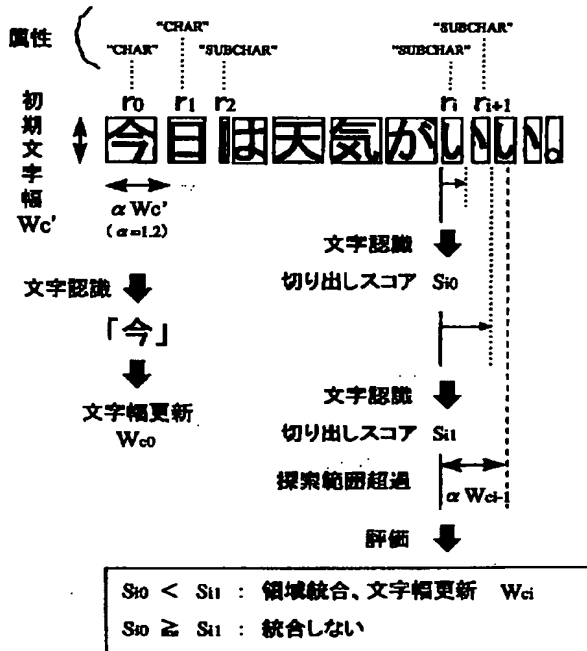 属性
"CHAR" "CHAR" "SUBCHAR" "SUBCHAR" "SUBCHAR"
r0 r1 r2 ri ri+1
初期文字幅 Wc'
今日は天気がいい。
α Wc'
(α=1.2)
文字認識
「今」
文字幅更新
Wc0
文字認識
切り出しスコア Si0
文字認識
切り出しスコア Si1
探索範囲超過
α Wci-1
評価
Si0 < Si1 : 領域統合、文字幅更新 Wci
Si0 ≧ Si1 : 統合しない